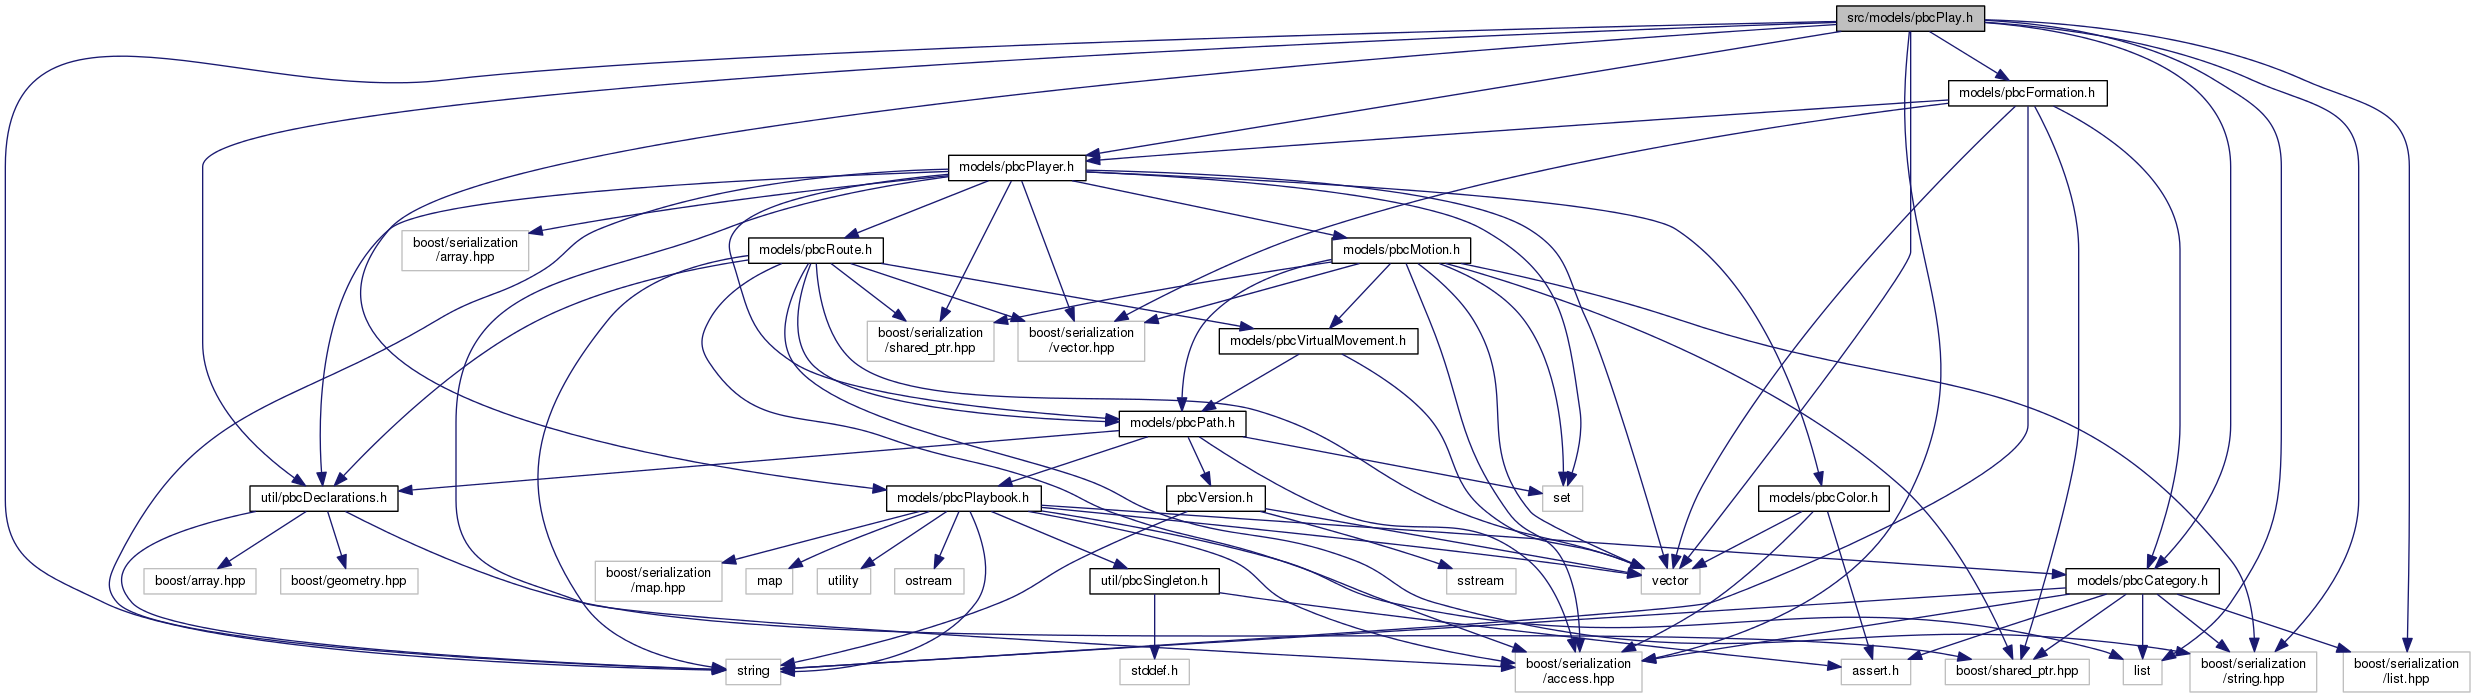 src/models/pbcPlay.h
models/pbcFormation.h
models/pbcPlayer.h
boost/serialization
/array.hpp
models/pbcRoute.h
models/pbcMotion.h
boost/serialization
/shared_ptr.hpp
boost/serialization
/vector.hpp
models/pbcVirtualMovement.h
models/pbcPath.h
util/pbcDeclarations.h
models/pbcPlaybook.h
pbcVersion.h
set
models/pbcColor.h
boost/array.hpp
boost/geometry.hpp
boost/serialization
/map.hpp
map
utility
ostream
util/pbcSingleton.h
sstream
vector
models/pbcCategory.h
string
stddef.h
boost/serialization
/access.hpp
assert.h
boost/shared_ptr.hpp
list
boost/serialization
/string.hpp
boost/serialization
/list.hpp